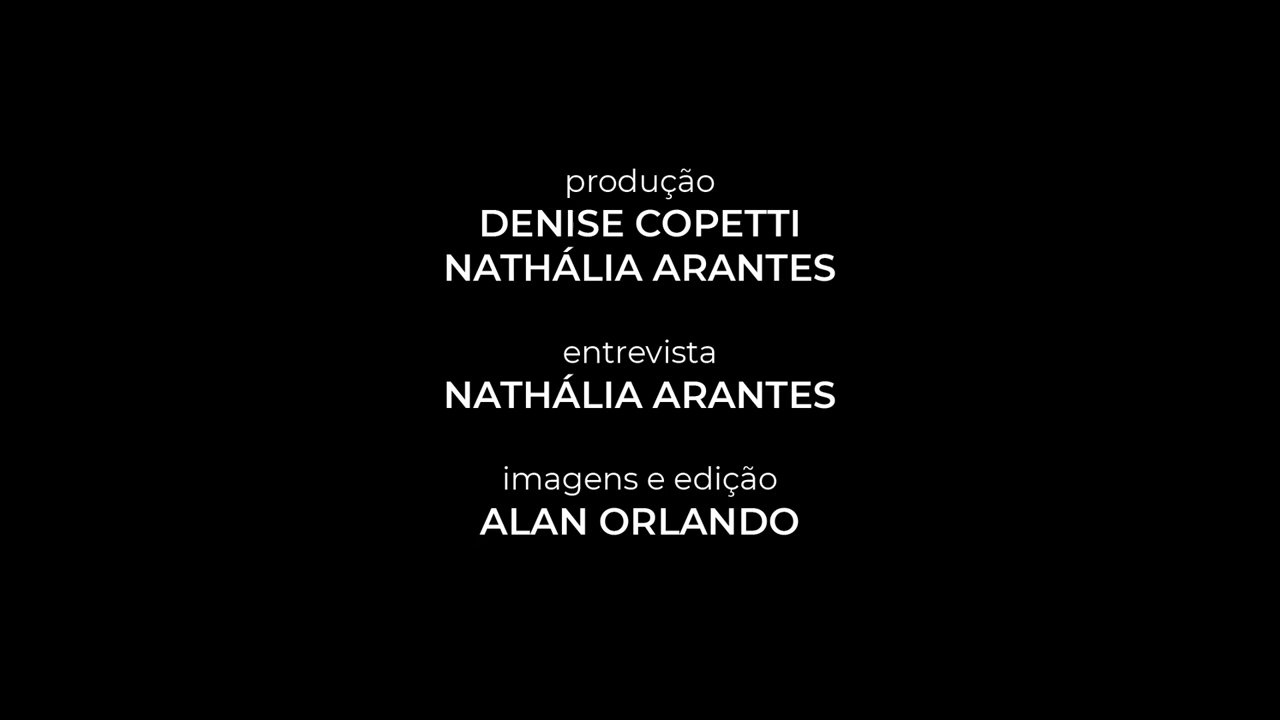 produção
DENISE COPETTI
NATHÁLIA ARANTES
entrevista
NATHÁLIA ARANTES
imagens e edição
ALAN ORLANDO